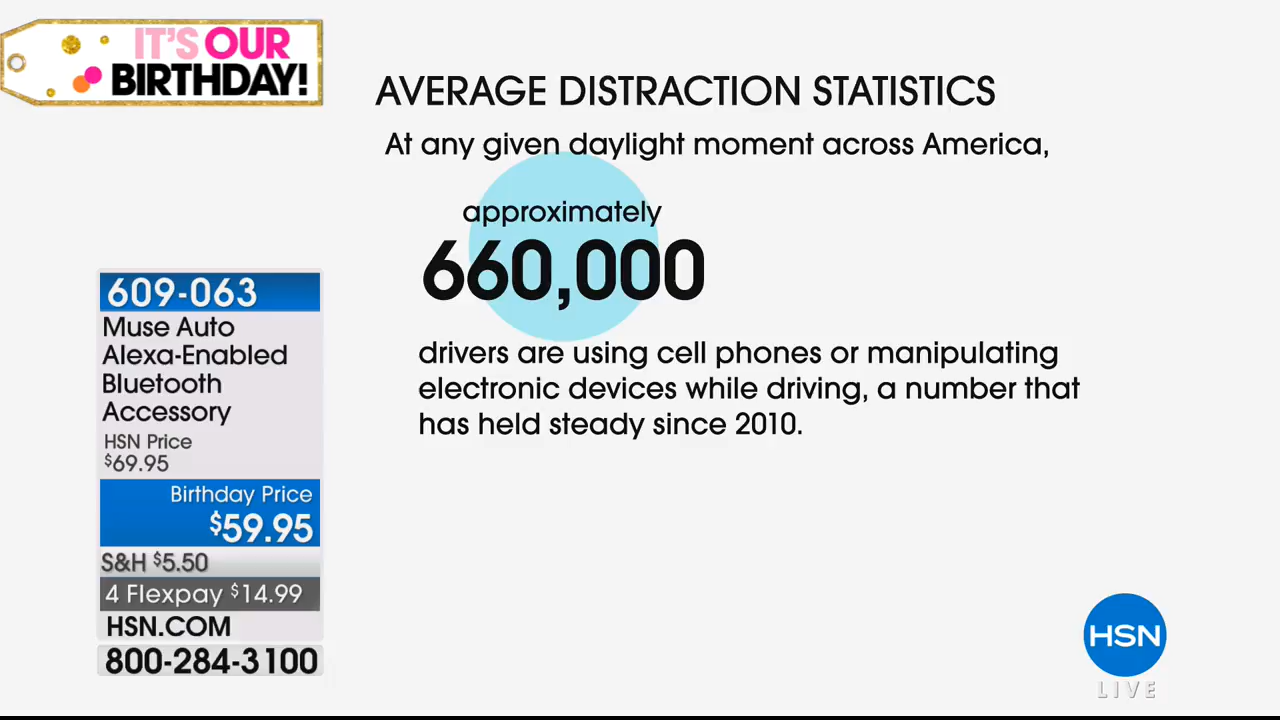 IT'S OUR
BIRTHDAY!
AVERAGE DISTRACTION STATISTICS
At any given daylight moment across America,
approximately
660,000
drivers are using cell phones or manipulating
electronic devices while driving, a number that
has held steady since 2010.
609-063
Muse Auto
Alexa-Enabled
Bluetooth
Accessory
HSN Price
$69.95
Birthday Price
$59.95
S&H $5.50
4 Flexpay $14.99
HSN.COM
800-284-3100
HSN
LIVE